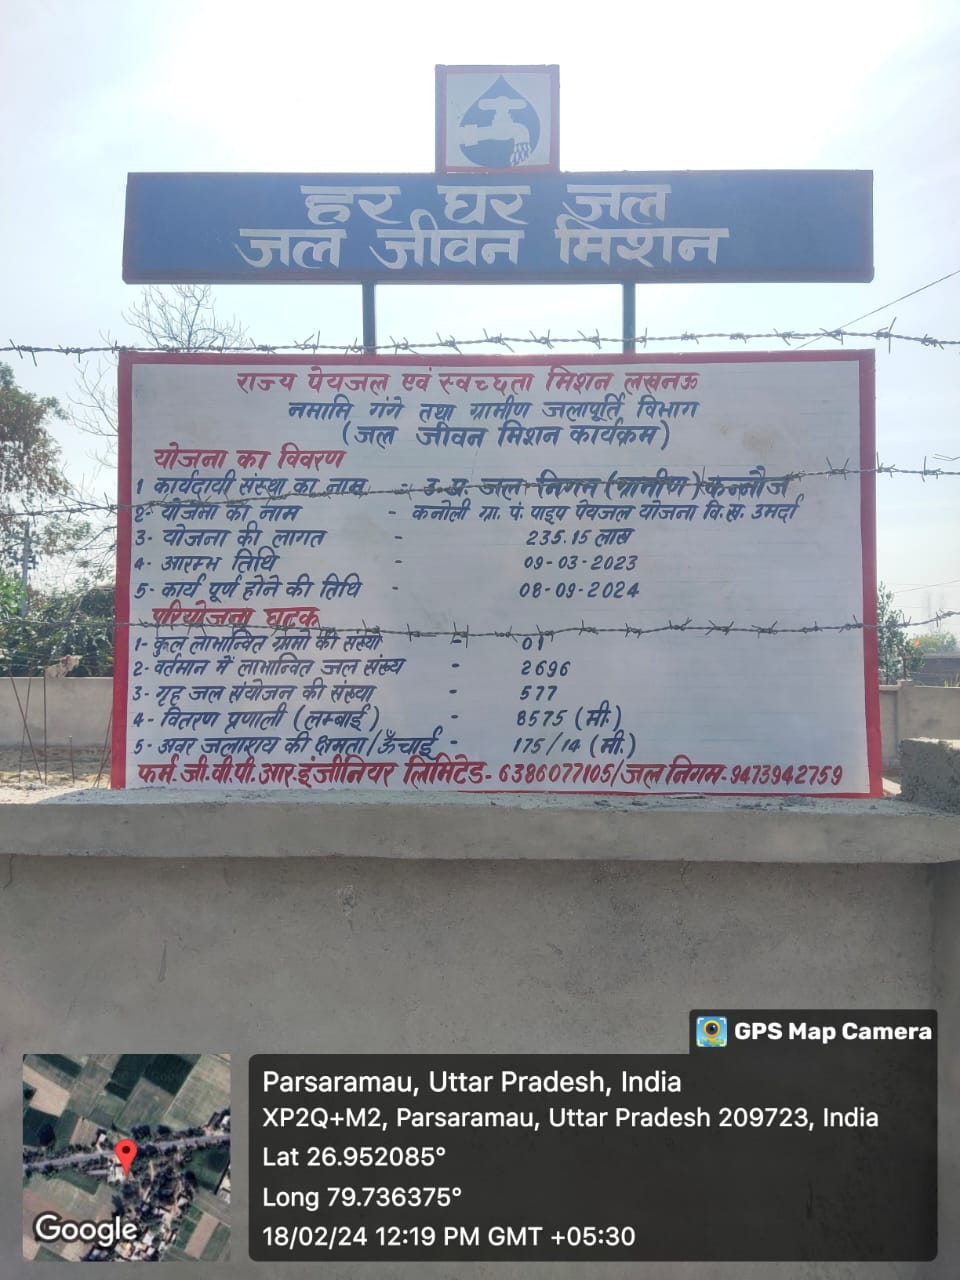 हर घर जल
जल जीवन मिशन
राज्य पेयजल एवं स्वच्छता मिशन लखनऊ
नमामि गंगे तथा ग्रामीण जलापूर्ति विभाग
(जल जीवन मिशन कार्यक्रम)
योजना का विवरण
1 कार्यदायी संस्था का नाम - उ.प्र. जल निगम (ग्रामीण) कन्नौज
2- योजना का नाम - कनोली ग्रा. पं. पाइप पेयजल योजना वि.ख. उमर्दा
3- योजना की लागत - 235.15 लाख
4- आरम्भ तिथि - 09-03-2023
5- कार्य पूर्ण होने की तिथि - 08-09-2024
परियोजना घटक
1- कुल लाभान्वित ग्रामो की संख्या - 01
2- वर्तमान में लाभान्वित जल संख्य - 2696
3- गृह जल संयोजन की संख्या - 577
4- वितरण प्रणाली (लम्बाई) - 8575 (मी.)
5- अवर जलाशय की क्षमता/ऊँचाई - 175/14 (मी.)
फर्म. जी.वी.पी.आर.इंजीनियर लिमिटेड- 6386077105/जल निगम-9473942759
GPS Map Camera
Parsaramau, Uttar Pradesh, India
XP2Q+M2, Parsaramau, Uttar Pradesh 209723, India
Lat 26.952085°
Long 79.736375°
18/02/24 12:19 PM GMT +05:30
Google